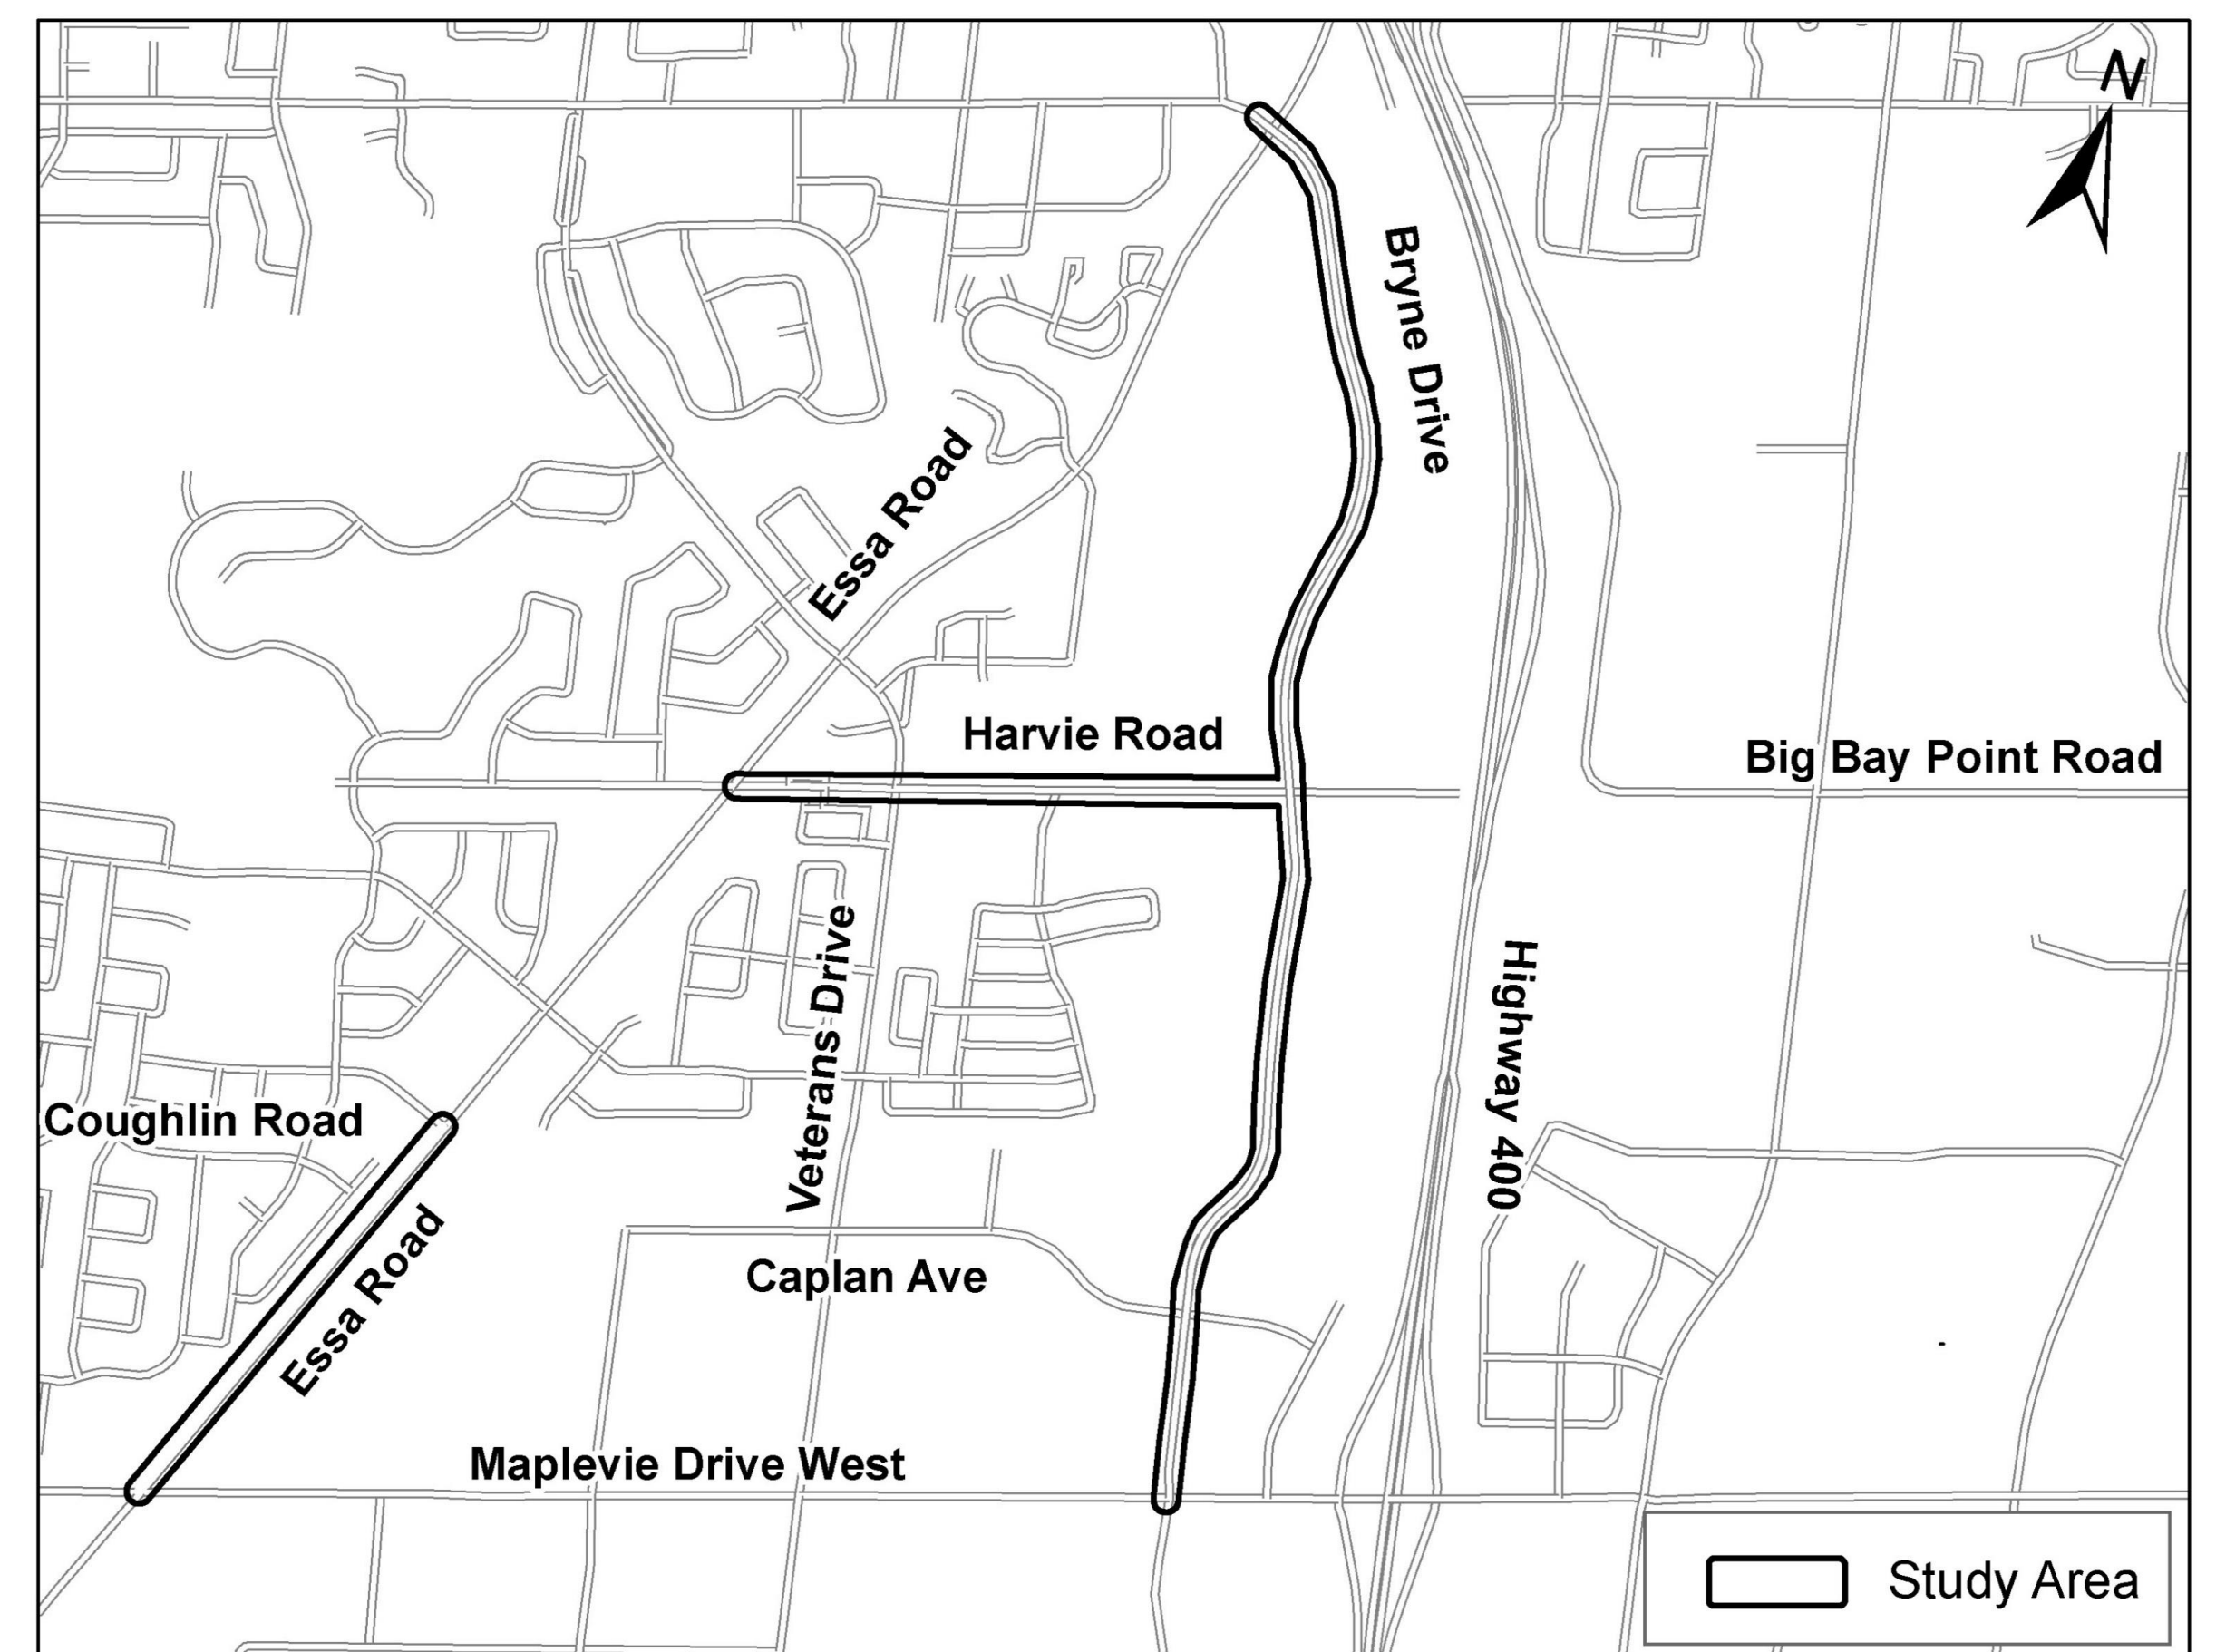 N
Bryne Drive
Essa Road
Harvie Road
Big Bay Point Road
Veterans Drive
Highway 400
Coughlin Road
Essa Road
Caplan Ave
Maplevie Drive West
Study Area